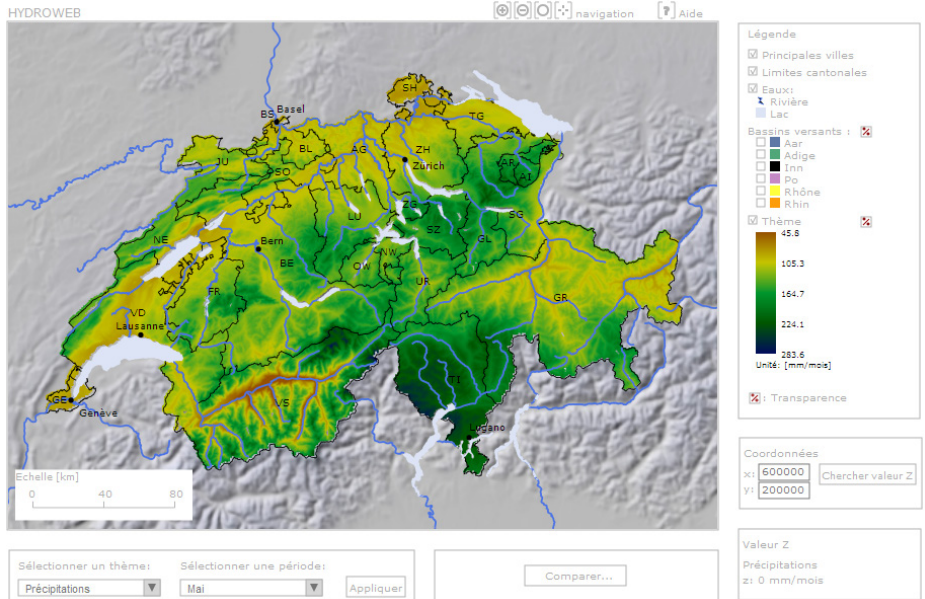 HYDROWEB
navigation
[?] Aide
Légende
Principales villes
Limites cantonales
Eaux:
Rivière
Lac
Bassins versants :
Aar
Adige
Inn
Po
Rhône
Rhin
Thème
45.8
105.3
164.7
224.1
283.6
Unité: [mm/mois]
: Transparence
SH
BS Basel
TG
BL
AG
ZH
JU
Zürich
AR
SO
AI
ZG
LU
SG
SZ
NE
Bern
GL
BE
NW
OW
UR
FR
GR
VD
Lausanne
TI
VS
GE
Genève
Lugano
Echelle [km]
0 40 80
Coordonnées
x: 600000
y: 200000
Chercher valeur Z
Sélectionner un thème:
Précipitations
Sélectionner une période:
Mai
Appliquer
Comparer...
Valeur Z
Précipitations
z: 0 mm/mois